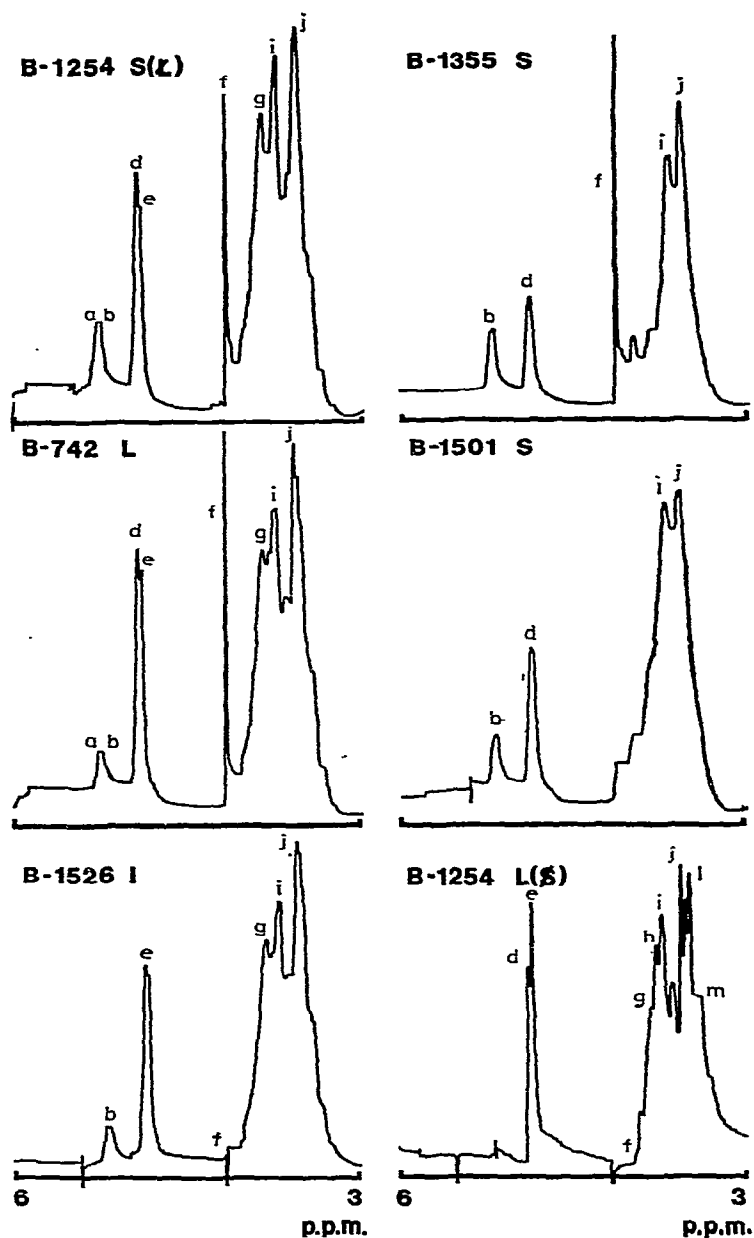 B-1254 S(Ł)
a b
d
e
f
g
i
j
B-1355 S
b
d
f
i
j
B-742 L
a b
d
e
f
g
i
j
B-1501 S
b
d
i
j
B-1526 I
b
e
f
g
i
j
6
3
p.p.m.
B-1254 L(S̸)
d
e
f
g
h
i
j
l
m
6
3
p.p.m.